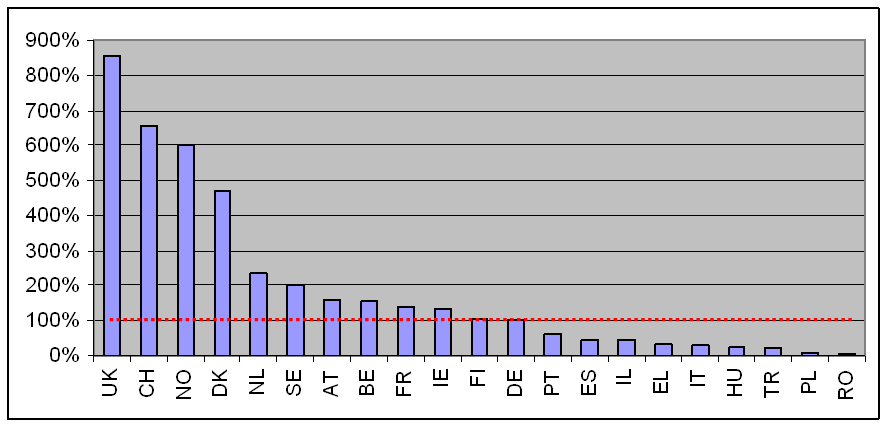 900%
800%
700%
600%
500%
400%
300%
200%
100%
0%
UK
CH
NO
DK
NL
SE
AT
BE
FR
IE
FI
DE
PT
ES
IL
EL
IT
HU
TR
PL
RO